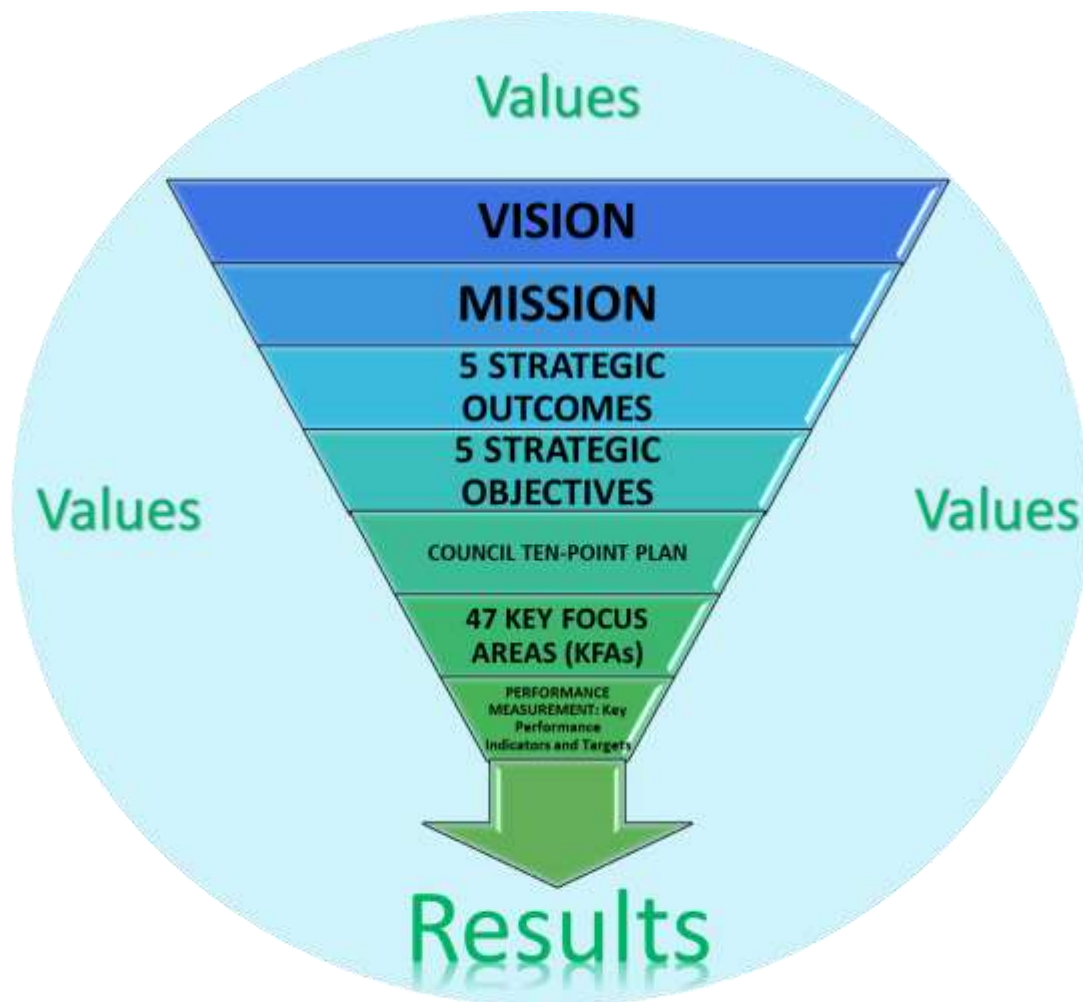 Values
VISION
MISSION
5 STRATEGIC
OUTCOMES
5 STRATEGIC
OBJECTIVES
Values
Values
COUNCIL TEN-POINT PLAN
47 KEY FOCUS
AREAS (KFAs)
PERFORMANCE
MEASUREMENT: Key
Performance
Indicators and Targets
Results